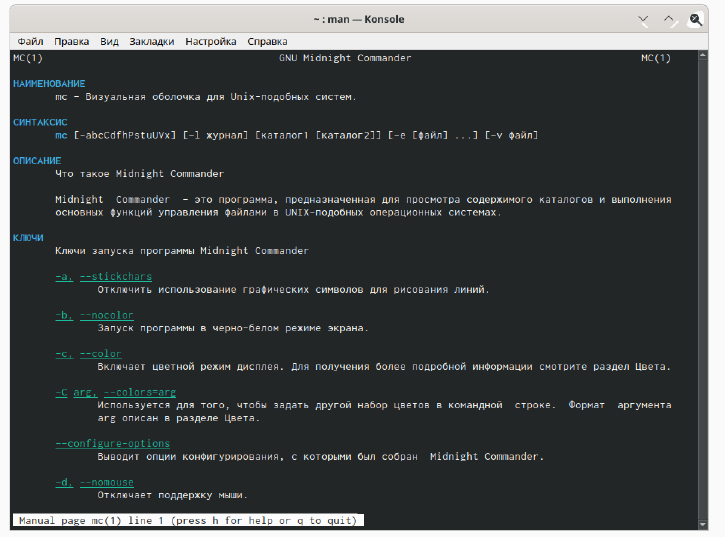 ~ : man — Konsole
Файл Правка Вид Закладки Настройка Справка
MC(1) GNU Midnight Commander MC(1)
НАИМЕНОВАНИЕ
mc - Визуальная оболочка для Unix-подобных систем.
СИНТАКСИС
mc [-abcCdfhPstuUVx] [-l журнал] [каталог1 [каталог2]] [-e [файл] ...] [-v файл]
ОПИСАНИЕ
Что такое Midnight Commander
Midnight Commander - это программа, предназначенная для просмотра содержимого каталогов и выполнения
основных функций управления файлами в UNIX-подобных операционных системах.
КЛЮЧИ
Ключи запуска программы Midnight Commander
-a, --stickchars
Отключить использование графических символов для рисования линий.
-b, --nocolor
Запуск программы в черно-белом режиме экрана.
-c, --color
Включает цветной режим дисплея. Для получения более подробной информации смотрите раздел Цвета.
-C arg, --colors=arg
Используется для того, чтобы задать другой набор цветов в командной строке. Формат аргумента
arg описан в разделе Цвета.
--configure-options
Выводит опции конфигурирования, с которыми был собран Midnight Commander.
-d, --nomouse
Отключает поддержку мыши.
Manual page mc(1) line 1 (press h for help or q to quit)